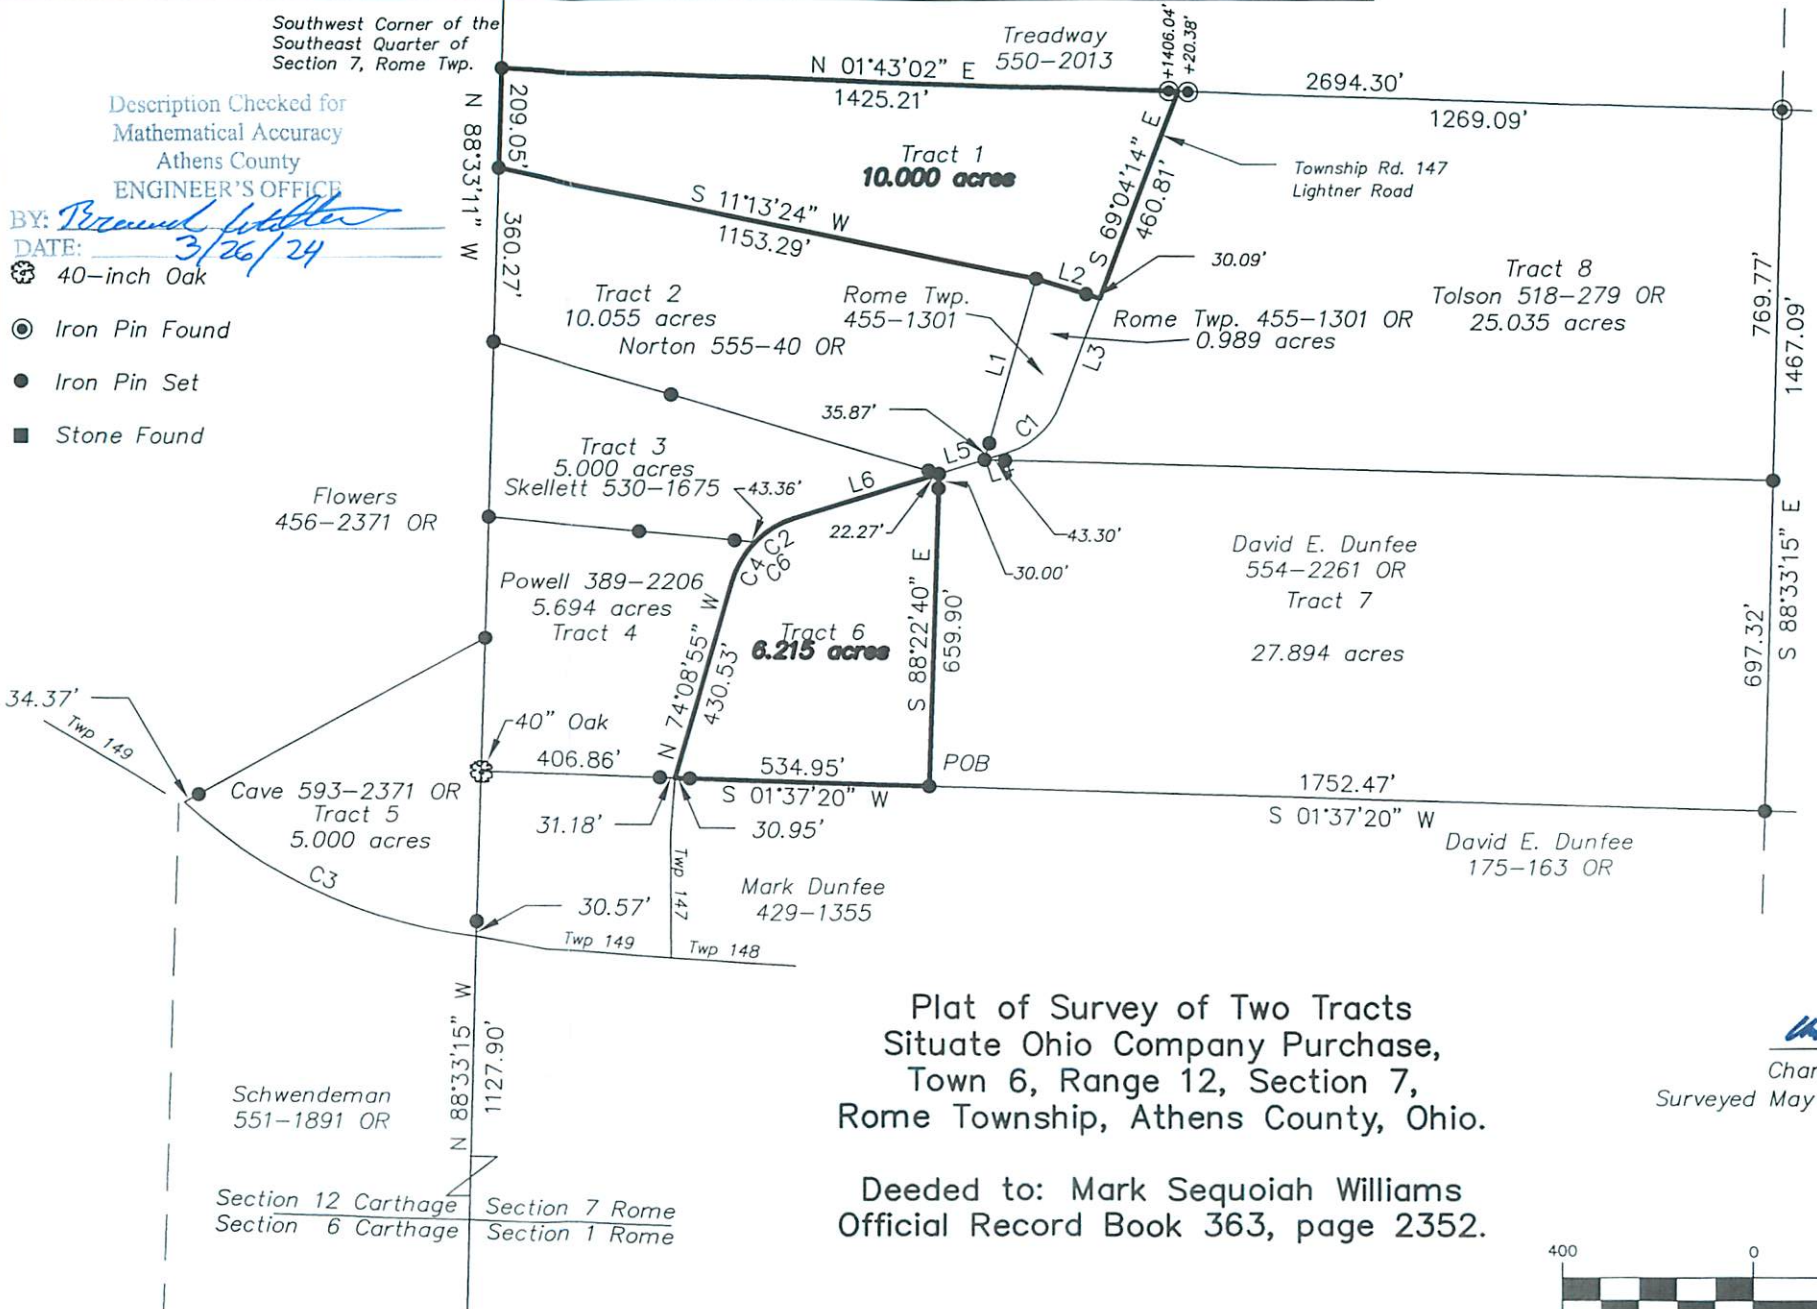 Southwest Corner of the
Southeast Quarter of
Section 7, Rome Twp.
Description Checked for
Mathematical Accuracy
Athens County
ENGINEER'S OFFICE
BY:
DATE: 3/26/24
40-inch Oak
Iron Pin Found
Iron Pin Set
Stone Found
N 01°43'02" E
1425.21'
Treadway
550-2013
+1406.04'
+20.38'
2694.30'
1269.09'
N 88°33'11" W
209.05'
360.27'
Tract 1
10.000 acres
S 11°13'24" W
1153.29'
S 69°04'14" E
460.81'
Township Rd. 147
Lightner Road
30.09'
L2
Tract 2
10.055 acres
Norton 555-40 OR
Rome Twp.
455-1301
Rome Twp. 455-1301 OR
0.989 acres
Tract 8
Tolson 518-279 OR
25.035 acres
769.77'
1467.09'
L1
L3
C1
35.87'
L5
L4
L6
Tract 3
5.000 acres
Skellett 530-1675
43.36'
22.27'
43.30'
30.00'
Flowers
456-2371 OR
C4
C2
C6
Powell 389-2206
5.694 acres
Tract 4
N 74°08'55" W
430.53'
Tract 6
6.215 acres
S 88°22'40" E
659.90'
David E. Dunfee
554-2261 OR
Tract 7
27.894 acres
697.32'
S 88°33'15" E
34.37'
Twp 149
40" Oak
406.86'
534.95'
S 01°37'20" W
POB
1752.47'
S 01°37'20" W
Cave 593-2371 OR
Tract 5
5.000 acres
31.18'
30.95'
David E. Dunfee
175-163 OR
C3
30.57'
Twp 147
Mark Dunfee
429-1355
Twp 149
Twp 148
N 88°33'15" W
1127.90'
Schwendeman
551-1891 OR
Section 12 Carthage
Section 7 Rome
Section 6 Carthage
Section 1 Rome
Plat of Survey of Two Tracts
Situate Ohio Company Purchase,
Town 6, Range 12, Section 7,
Rome Township, Athens County, Ohio.
Deeded to: Mark Sequoiah Williams
Official Record Book 363, page 2352.
Char
Surveyed May
400
0